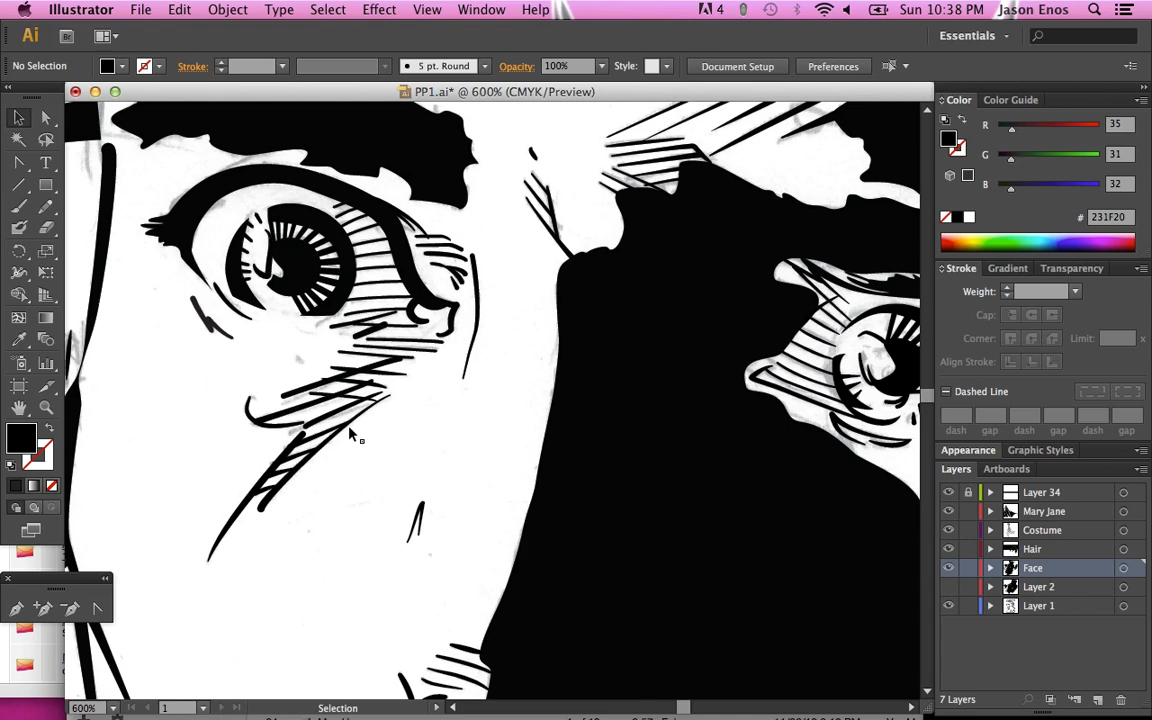 Illustrator File Edit Object Type Select Effect View Window Help 4 Sun 10:38 PM Jason Enos
Ai Br Essentials
No Selection Stroke: 5 pt. Round Opacity: 100% Style: Document Setup Preferences
PP1.ai* @ 600% (CMYK/Preview)
Color Color Guide
R 35
G 31
B 32
# 231F20
Stroke Gradient Transparency
Weight:
Cap:
Corner: Limit: x
Align Stroke:
Dashed Line
dash gap dash gap dash gap
Appearance Graphic Styles
Layers Artboards
Layer 34
Mary Jane
Costume
Hair
Face
Layer 2
Layer 1
7 Layers
600% 1 Selection